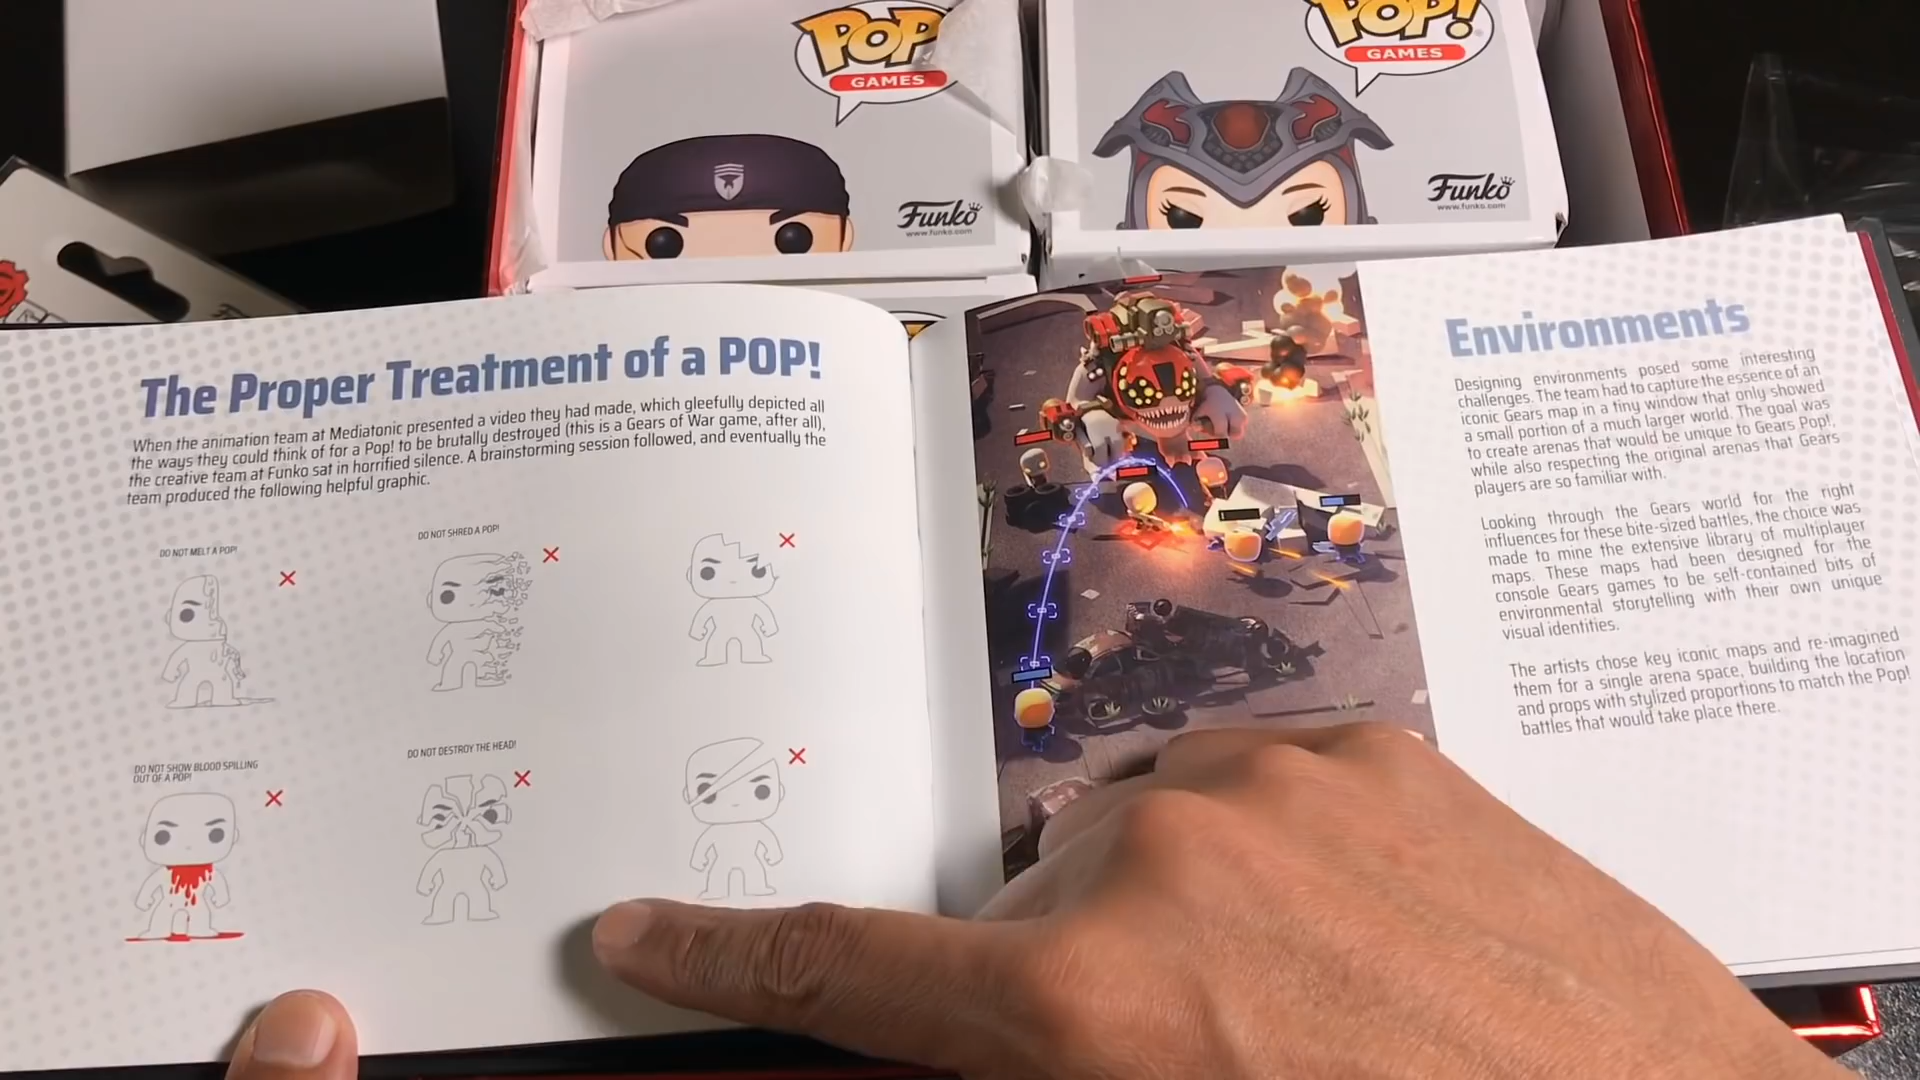 POP
GAMES
Funko
www.funko.com
POP!
GAMES
Funko
www.funko.com
The Proper Treatment of a POP!
When the animation team at Mediatonic presented a video they had made, which gleefully depicted all
the ways they could think of for a Pop! to be brutally destroyed (this is a Gears of War game, after all),
the creative team at Funko sat in horrified silence. A brainstorming session followed, and eventually the
team produced the following helpful graphic.
DO NOT MELT A POP!
DO NOT SHRED A POP!
DO NOT SHOW BLOOD SPILLING
OUT OF A POP!
DO NOT DESTROY THE HEAD!
Environments
Designing environments posed some interesting
challenges. The team had to capture the essence of an
iconic Gears map in a tiny window that only showed
a small portion of a much larger world. The goal was
to create arenas that would be unique to Gears Pop!,
while also respecting the original arenas that Gears
players are so familiar with.
Looking through the Gears world for the right
influences for these bite-sized battles, the choice was
made to mine the extensive library of multiplayer
maps. These maps had been designed for the
console Gears games to be self-contained bits of
environmental storytelling with their own unique
visual identities.
The artists chose key iconic maps and re-imagined
them for a single arena space, building the location
and props with stylized proportions to match the Pop!
battles that would take place there.